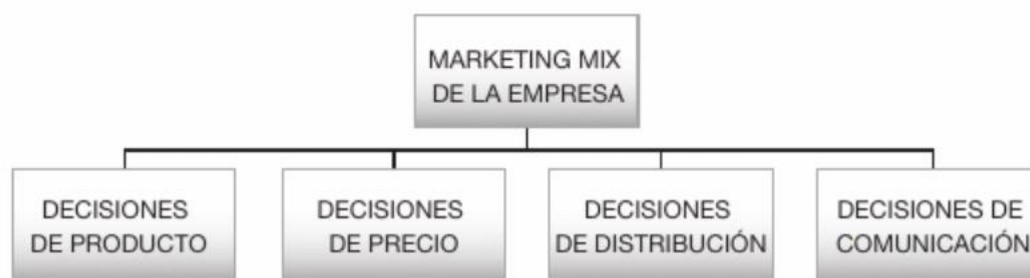 MARKETING MIX
DE LA EMPRESA
DECISIONES
DE PRODUCTO
DECISIONES
DE PRECIO
DECISIONES
DE DISTRIBUCIÓN
DECISIONES DE
COMUNICACIÓN